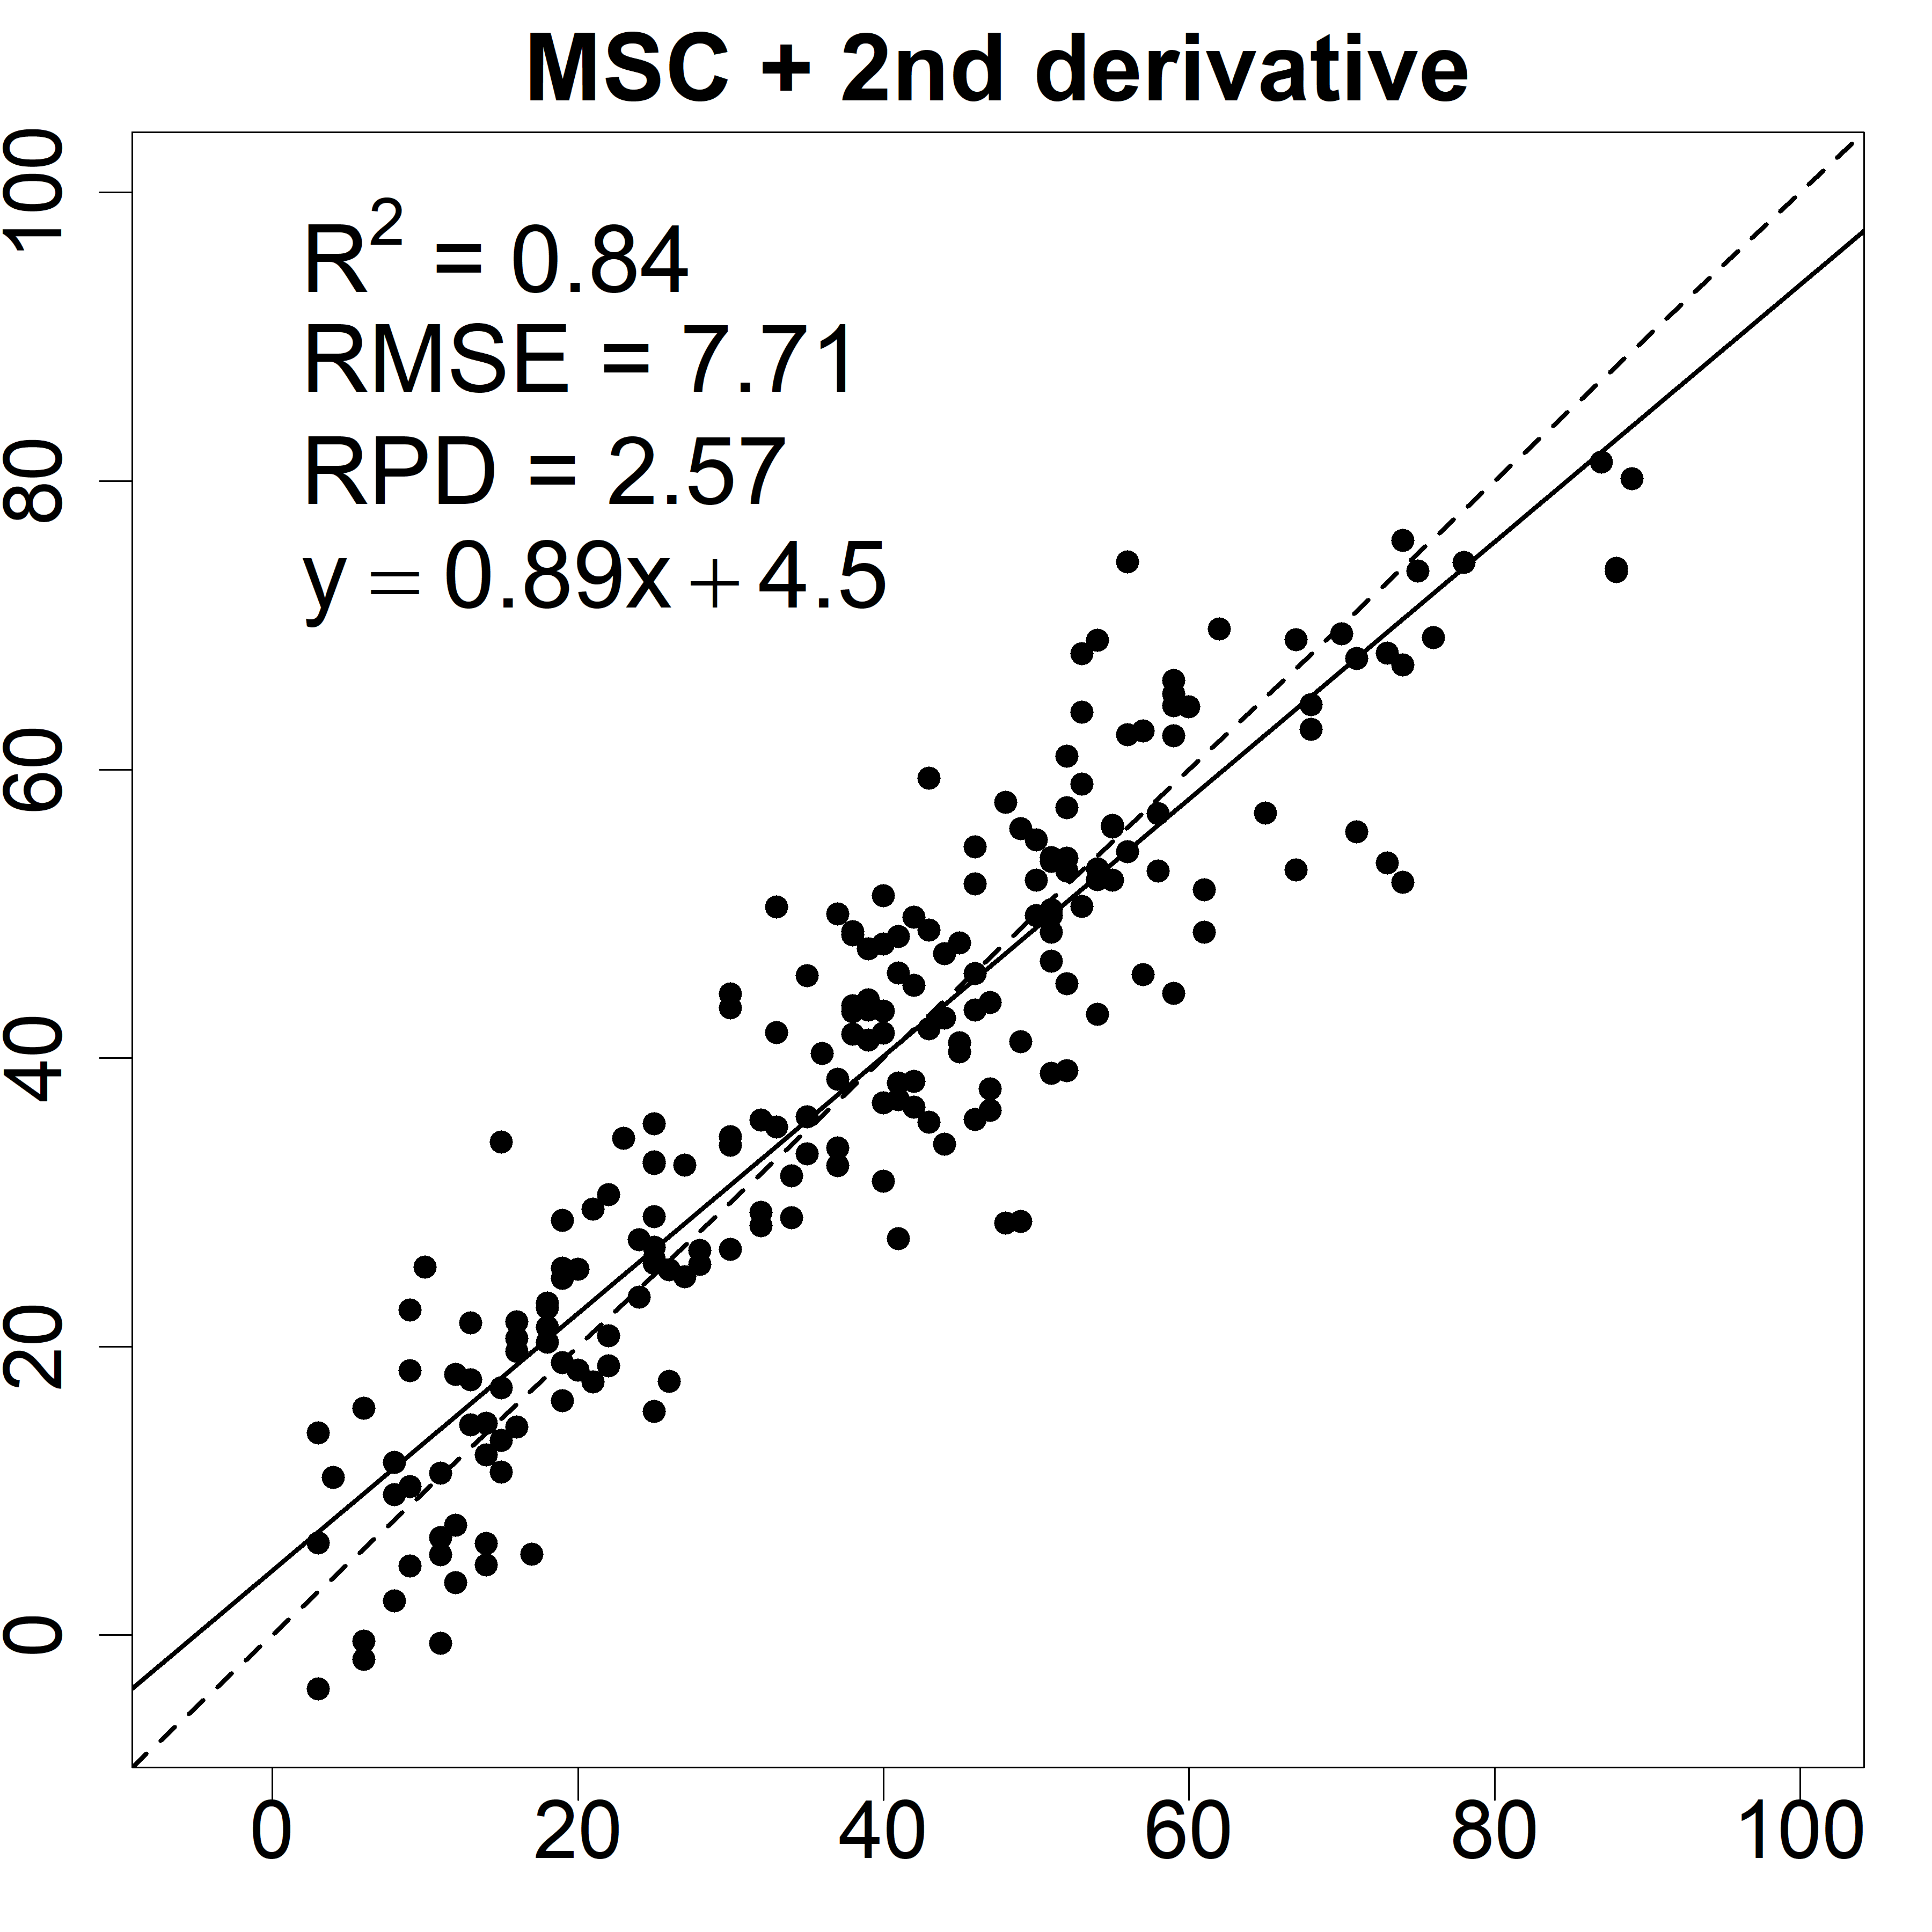 MSC + 2nd derivative
R² = 0.84
RMSE = 7.71
RPD = 2.57
y = 0.89x + 4.5
100
80
60
40
20
0
0 20 40 60 80 100